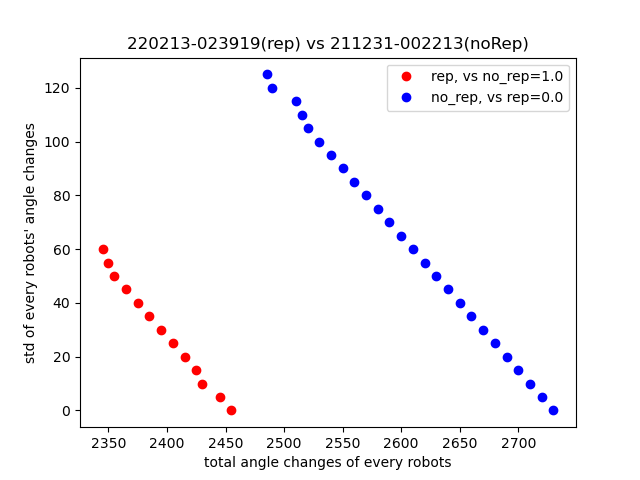 220213-023919(rep) vs 211231-002213(noRep)
rep, vs no_rep=1.0
no_rep, vs rep=0.0
std of every robots' angle changes
120
100
80
60
40
20
0
2350 2400 2450 2500 2550 2600 2650 2700
total angle changes of every robots